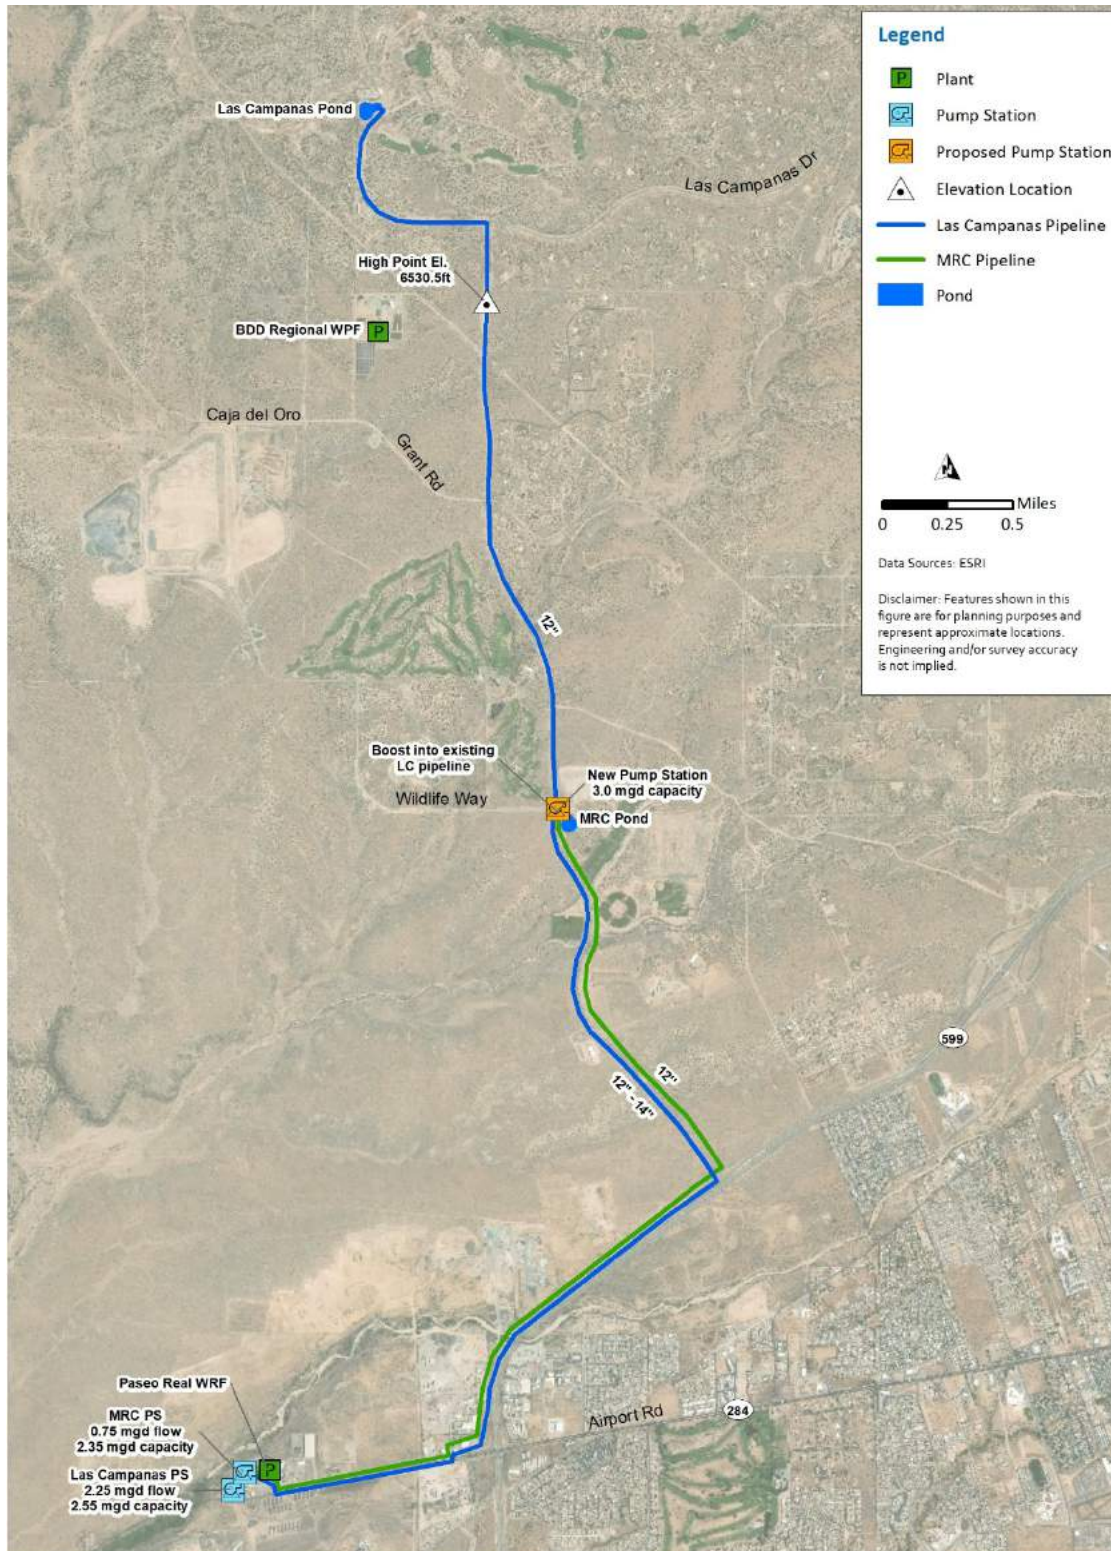 Legend
P Plant
Pump Station
Proposed Pump Station
Elevation Location
Las Campanas Pipeline
MRC Pipeline
Pond
N
Miles
0 0.25 0.5
Data Sources: ESRI
Disclaimer: Features shown in this
figure are for planning purposes and
represent approximate locations.
Engineering and/or survey accuracy
is not implied.
Las Campanas Pond
Las Campanas Dr
High Point El.
6530.5ft
BDD Regional WPF
P
Caja del Oro
Grant Rd
12"
Boost into existing
LC pipeline
New Pump Station
3.0 mgd capacity
Wildlife Way
MRC Pond
599
12"
12" - 14"
Paseo Real WRF
MRC PS
0.75 mgd flow
2.35 mgd capacity
P
Las Campanas PS
2.25 mgd flow
2.55 mgd capacity
Airport Rd
284